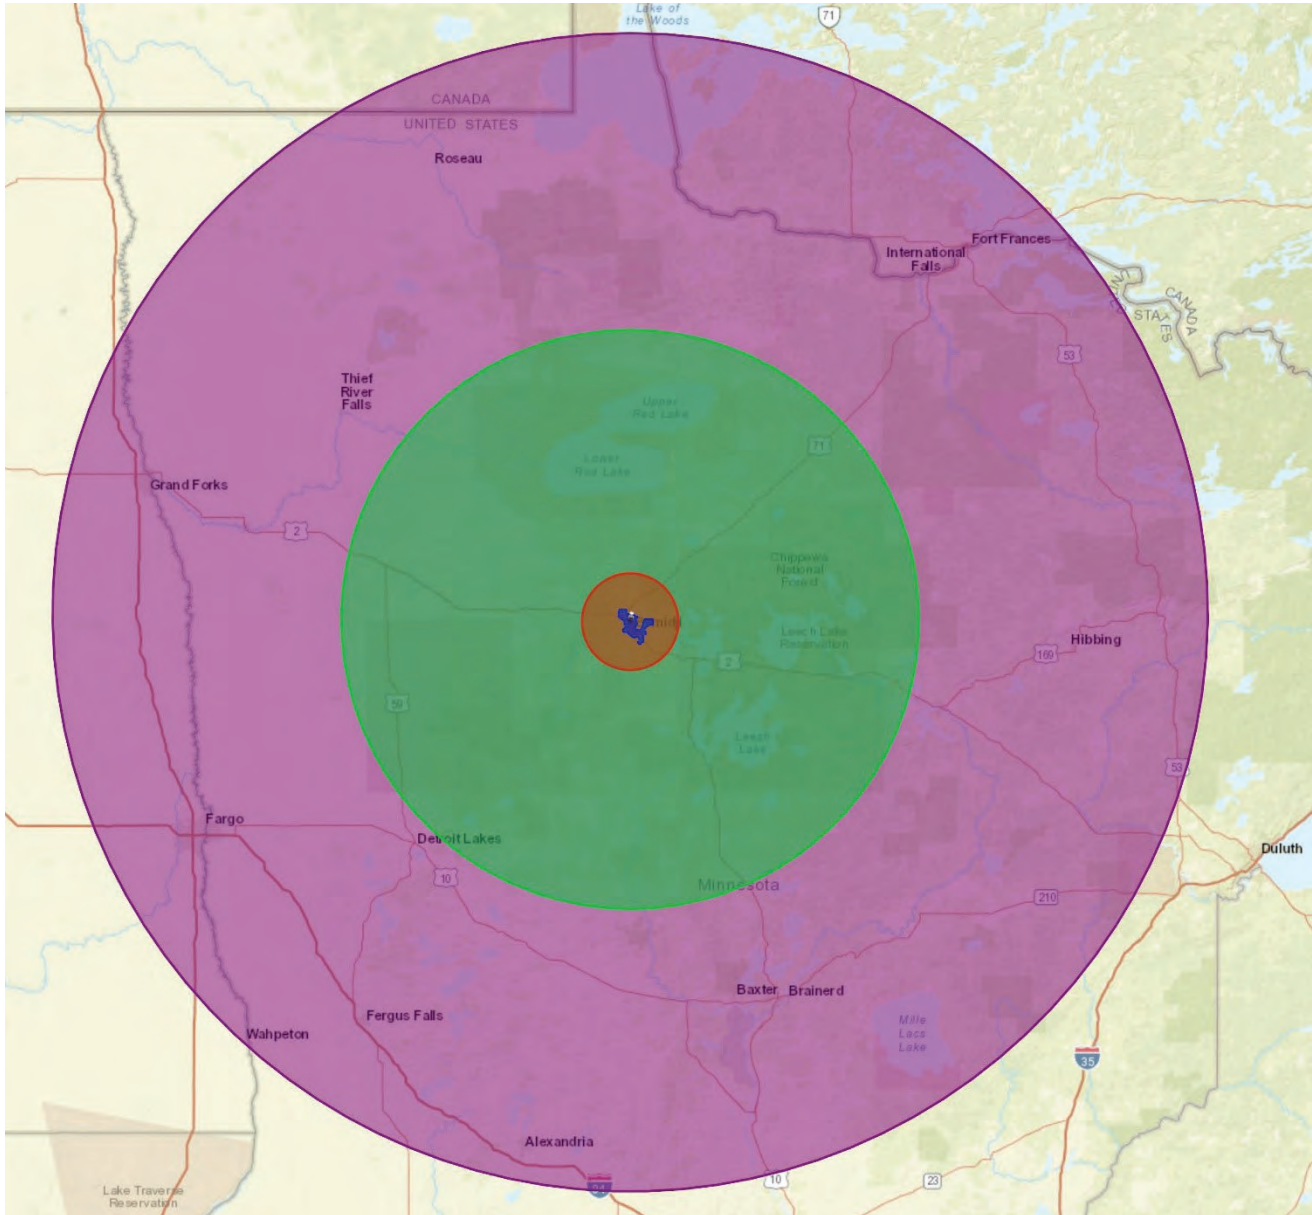 Lake of
the Woods
71
CANADA
UNITED STATES
Roseau
Fort Frances
International
Falls
CANADA
UNITED STATES
53
Thief
River
Falls
Upper
Red Lake
71
Lower
Red Lake
Grand Forks
2
Chippewa
National
Forest
Leech Lake
Reservation
Hibbing
169
2
59
Leech
Lake
53
Fargo
Detroit Lakes
Duluth
10
Minnesota
210
Baxter
Brainerd
Fergus Falls
Mille
Lacs
Lake
Wahpeton
35
Alexandria
94
10
23
Lake Traverse
Reservation